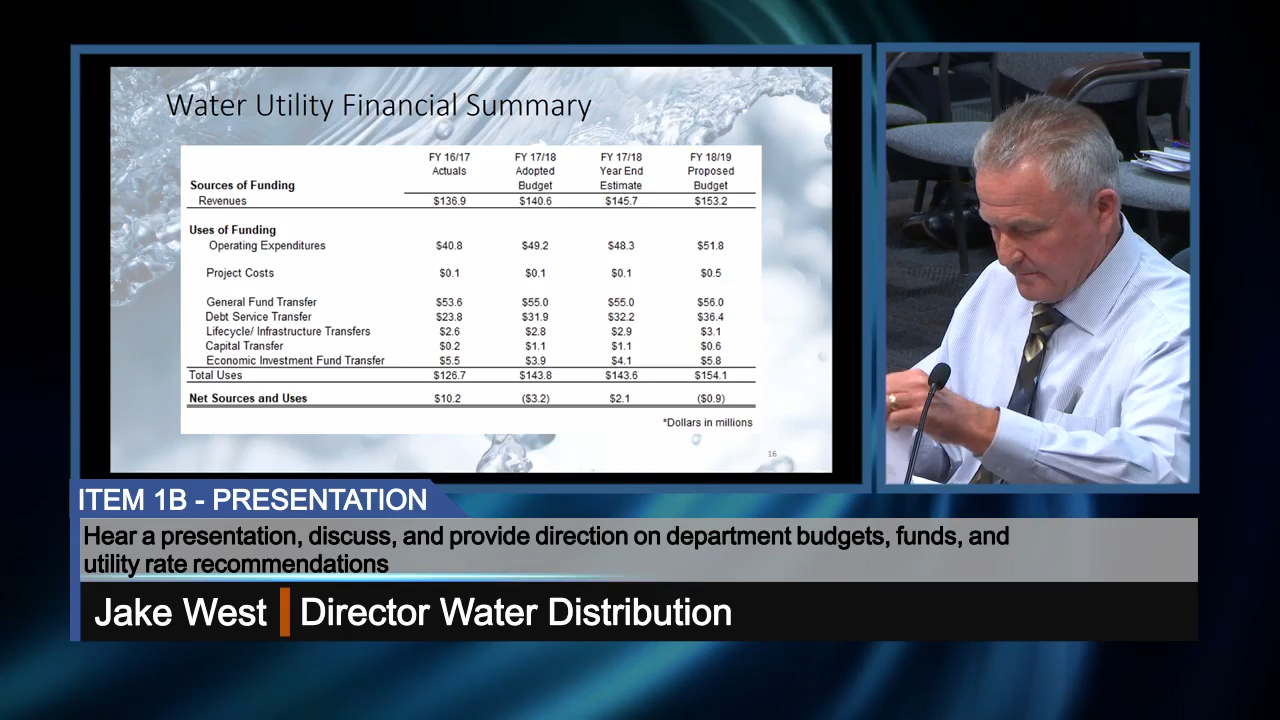 Water Utility Financial Summary
FY 16/17 FY 17/18 FY 17/18 FY 18/19
Actuals Adopted Year End Proposed
Sources of Funding Budget Estimate Budget
Revenues $136.9 $140.6 $145.7 $153.2
Uses of Funding
Operating Expenditures $40.8 $49.2 $48.3 $51.8
Project Costs $0.1 $0.1 $0.1 $0.5
General Fund Transfer $53.6 $55.0 $55.0 $56.0
Debt Service Transfer $23.8 $31.9 $32.2 $36.4
Lifecycle/ Infrastructure Transfers $2.6 $2.8 $2.9 $3.1
Capital Transfer $0.2 $1.1 $1.1 $0.6
Economic Investment Fund Transfer $5.5 $3.9 $4.1 $5.8
Total Uses $126.7 $143.8 $143.6 $154.1
Net Sources and Uses $10.2 ($3.2) $2.1 ($0.9)
*Dollars in millions
16
ITEM 1B - PRESENTATION
Hear a presentation, discuss, and provide direction on department budgets, funds, and
utility rate recommendations
Jake West Director Water Distribution